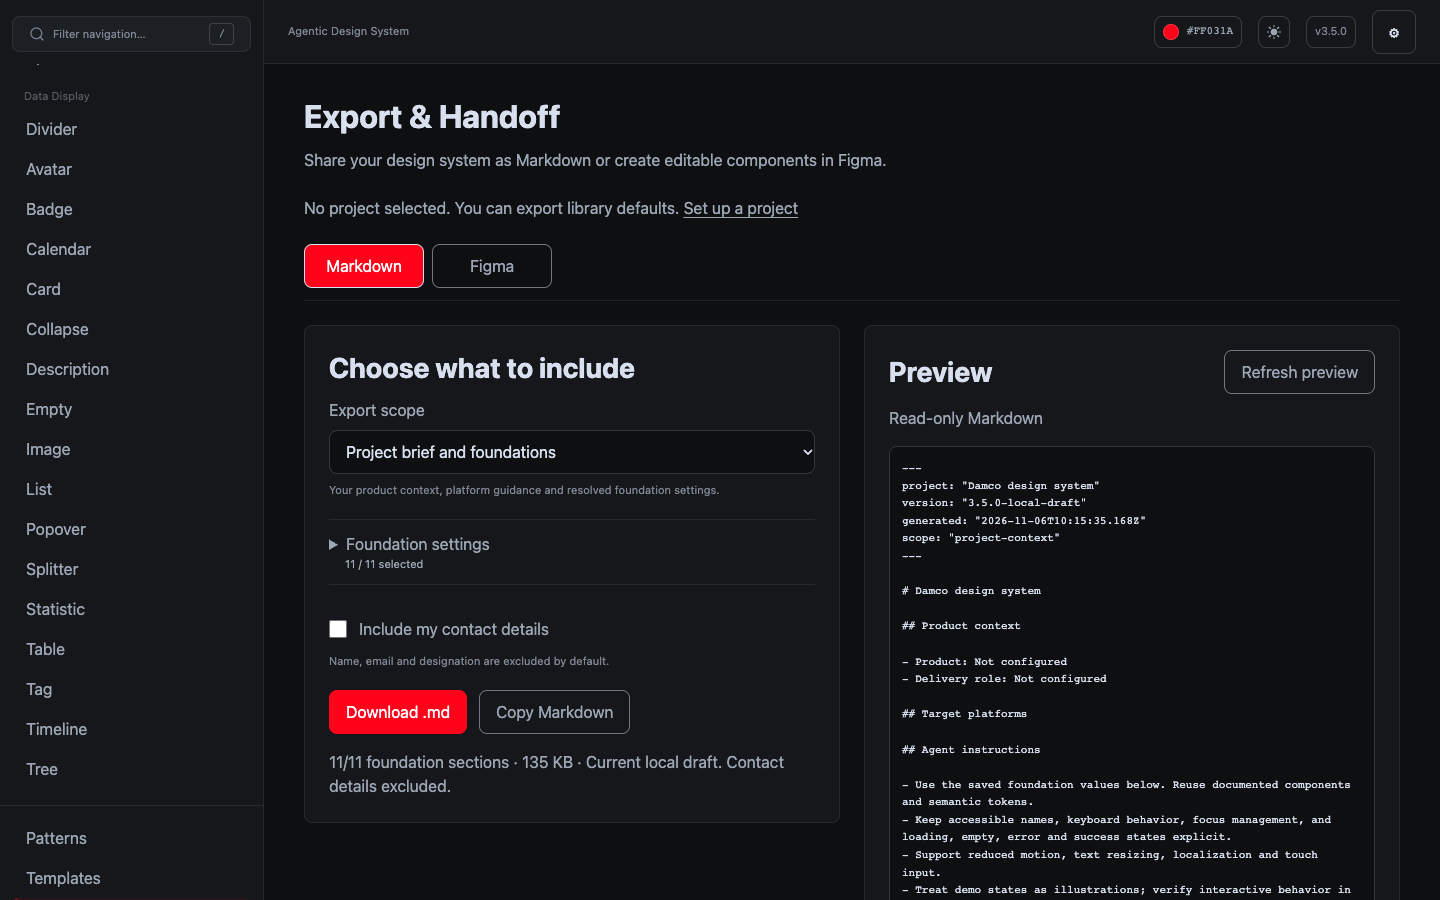 Filter navigation...
/
Data Display
Divider
Avatar
Badge
Calendar
Card
Collapse
Description
Empty
Image
List
Popover
Splitter
Statistic
Table
Tag
Timeline
Tree
Patterns
Templates
Agentic Design System
#FF031A
v3.5.0
Export & Handoff
Share your design system as Markdown or create editable components in Figma.
No project selected. You can export library defaults. Set up a project
Markdown
Figma
Choose what to include
Export scope
Project brief and foundations
Your product context, platform guidance and resolved foundation settings.
Foundation settings
11 / 11 selected
Include my contact details
Name, email and designation are excluded by default.
Download .md
Copy Markdown
11/11 foundation sections · 135 KB · Current local draft. Contact
details excluded.
Preview
Refresh preview
Read-only Markdown
---
project: "Damco design system"
version: "3.5.0-local-draft"
generated: "2026-11-06T10:15:35.168Z"
scope: "project-context"
---
# Damco design system
## Product context
- Product: Not configured
- Delivery role: Not configured
## Target platforms
## Agent instructions
- Use the saved foundation values below. Reuse documented components
and semantic tokens.
- Keep accessible names, keyboard behavior, focus management, and
loading, empty, error and success states explicit.
- Support reduced motion, text resizing, localization and touch
input.
- Treat demo states as illustrations; verify interactive behavior in